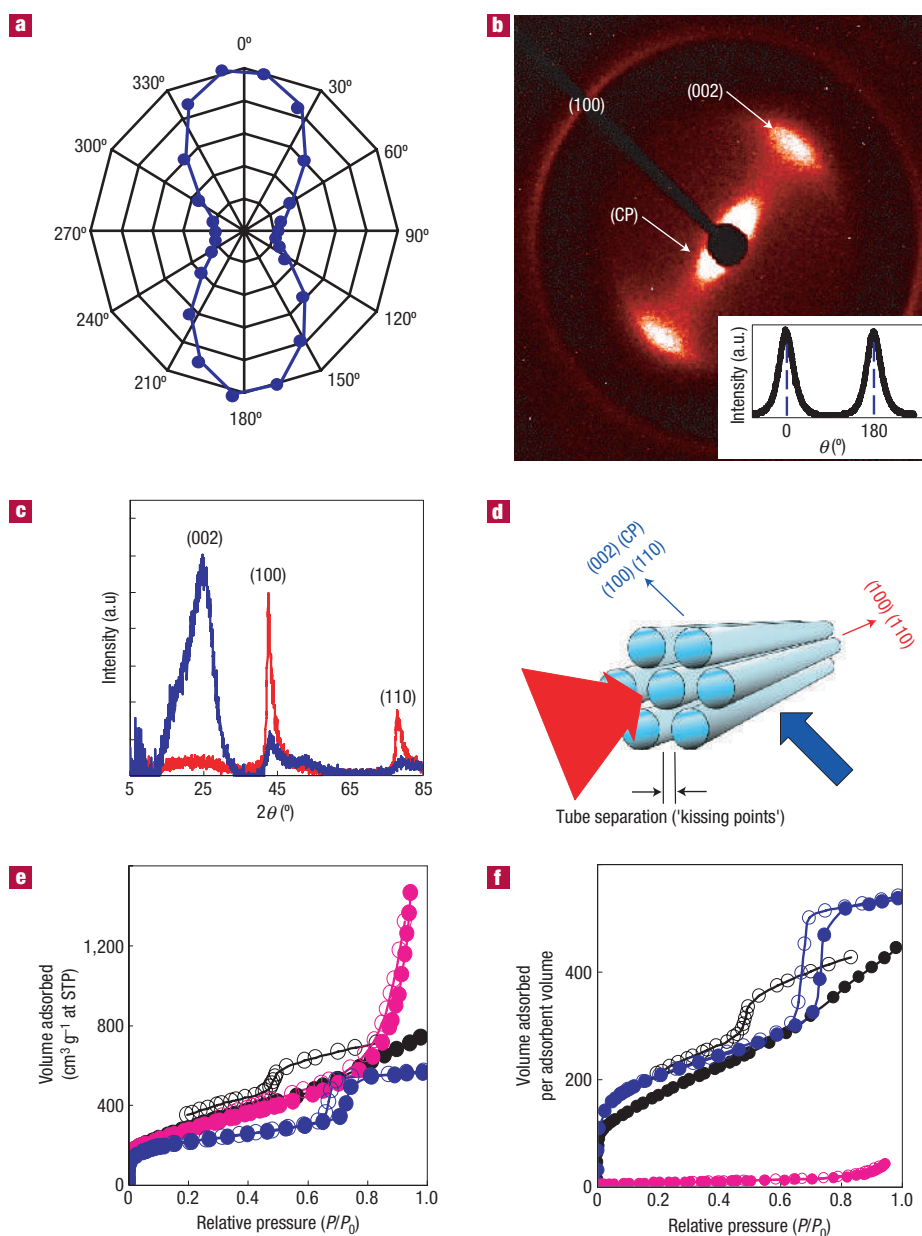 a
0º
30º
60º
90º
120º
150º
180º
210º
240º
270º
300º
330º
b
(100)
(002)
(CP)
Intensity (a.u.)
0 180
θ (º)
c
(002)
(100)
(110)
Intensity (a.u)
5 25 45 65 85
2θ (º)
d
(002) (CP)
(100) (110)
(100) (110)
Tube separation ('kissing points')
e
1,200
800
400
0
Volume adsorbed
(cm³ g⁻¹ at STP)
0 0.2 0.4 0.6 0.8 1.0
Relative pressure (P/P₀)
f
400
200
0
Volume adsorbed
per adsorbent volume
0 0.2 0.4 0.6 0.8 1.0
Relative pressure (P/P₀)